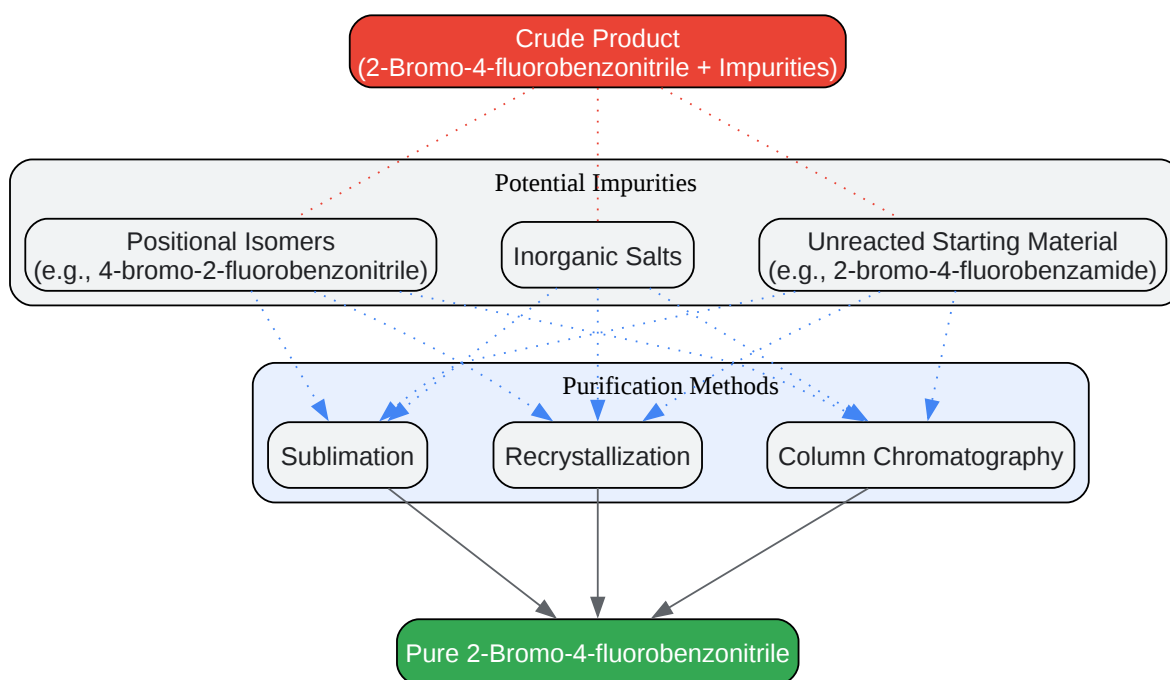 Crude Product
(2-Bromo-4-fluorobenzonitrile + Impurities)
Potential Impurities
Positional Isomers
(e.g., 4-bromo-2-fluorobenzonitrile)
Inorganic Salts
Unreacted Starting Material
(e.g., 2-bromo-4-fluorobenzamide)
Purification Methods
Sublimation
Recrystallization
Column Chromatography
Pure 2-Bromo-4-fluorobenzonitrile